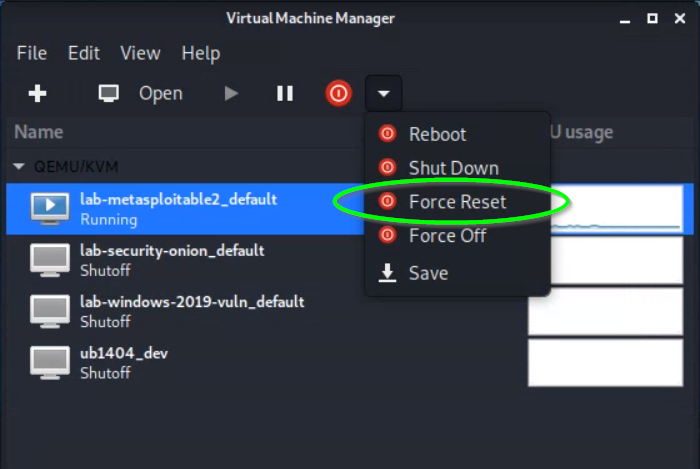 Virtual Machine Manager
File Edit View Help
Open
Name
U usage
Reboot
Shut Down
Force Reset
Force Off
Save
QEMU/KVM
lab-metasploitable2_default
Running
lab-security-onion_default
Shutoff
lab-windows-2019-vuln_default
Shutoff
ub1404_dev
Shutoff